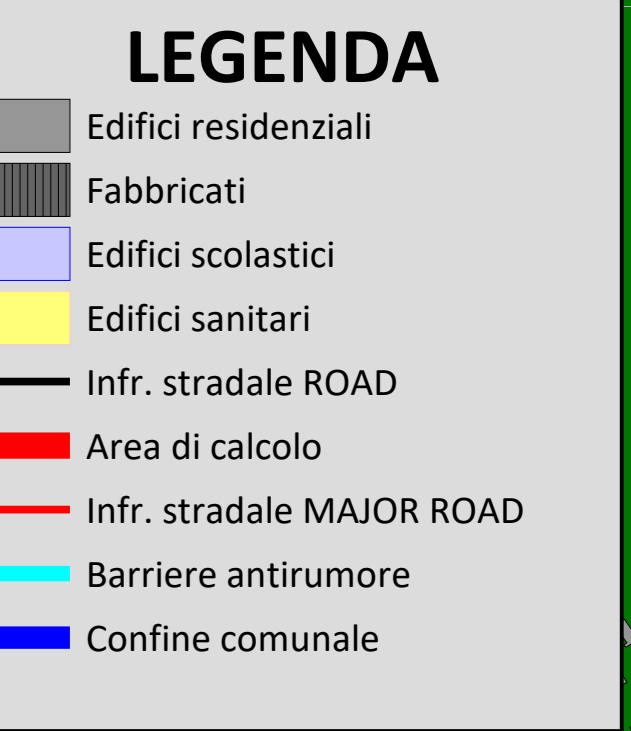 LEGENDA
Edifici residenziali
Fabbricati
Edifici scolastici
Edifici sanitari
Infr. stradale ROAD
Area di calcolo
Infr. stradale MAJOR ROAD
Barriere antirumore
Confine comunale